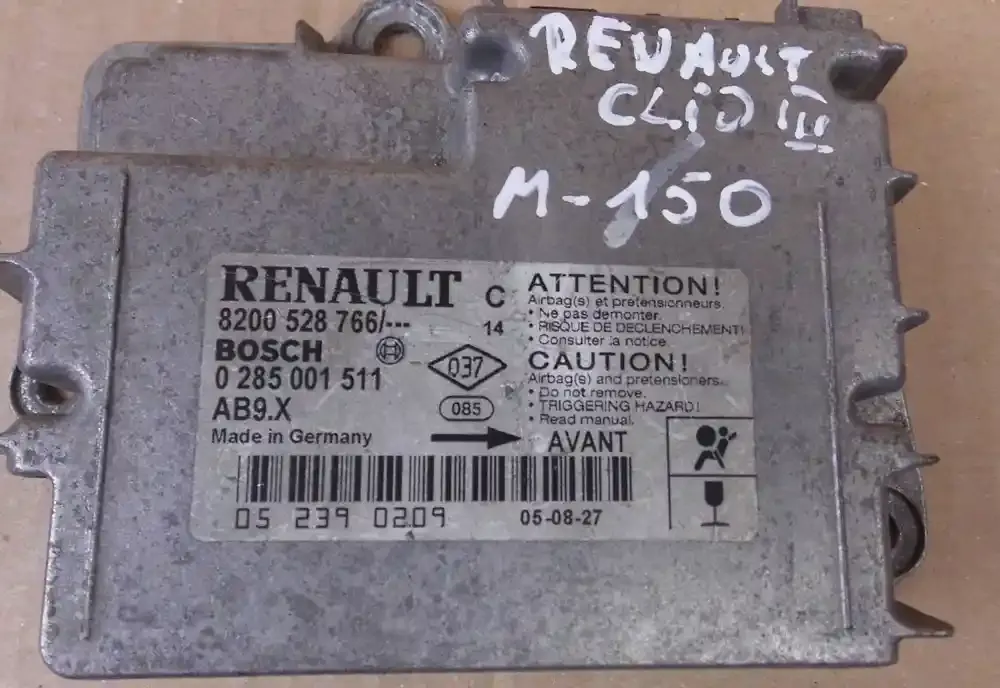 RENAULT
CLiO III
M-150
RENAULT C
8200 528 766/---
14
BOSCH
037
0 285 001 511
085
AB9.X
Made in Germany
AVANT
ATTENTION!
Airbag(s) et prétensionneurs.
• Ne pas démonter.
• RISQUE DE DECLENCHEMENT!
• Consulter la notice.
CAUTION!
Airbag(s) and pretensioners.
• Do not remove.
• TRIGGERING HAZARD!
• Read manual.
05 239 0209
05-08-27